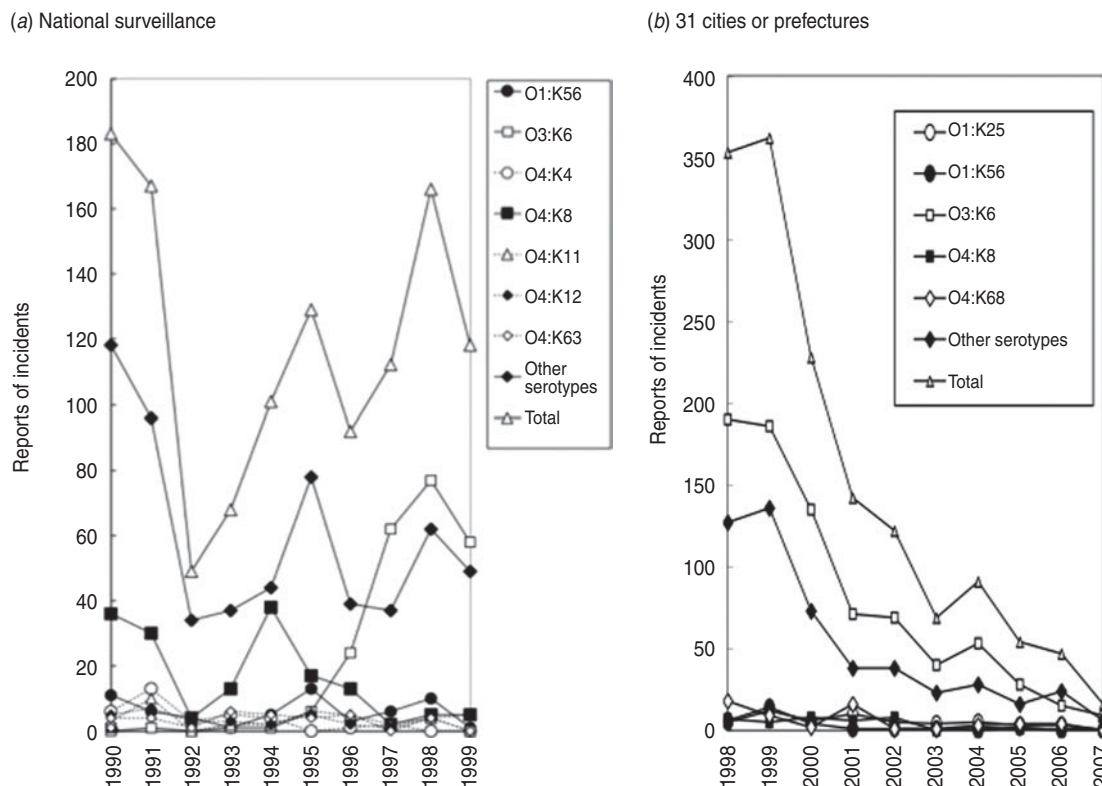 (a) National surveillance
(b) 31 cities or prefectures
Reports of incidents
200
180
160
140
120
100
80
60
40
20
0
1990
1991
1992
1993
1994
1995
1996
1997
1998
1999
O1:K56
O3:K6
O4:K4
O4:K8
O4:K11
O4:K12
O4:K63
Other
serotypes
Total
Reports of incidents
400
350
300
250
200
150
100
50
0
1998
1999
2000
2001
2002
2003
2004
2005
2006
2007
O1:K25
O1:K56
O3:K6
O4:K8
O4:K68
Other serotypes
Total